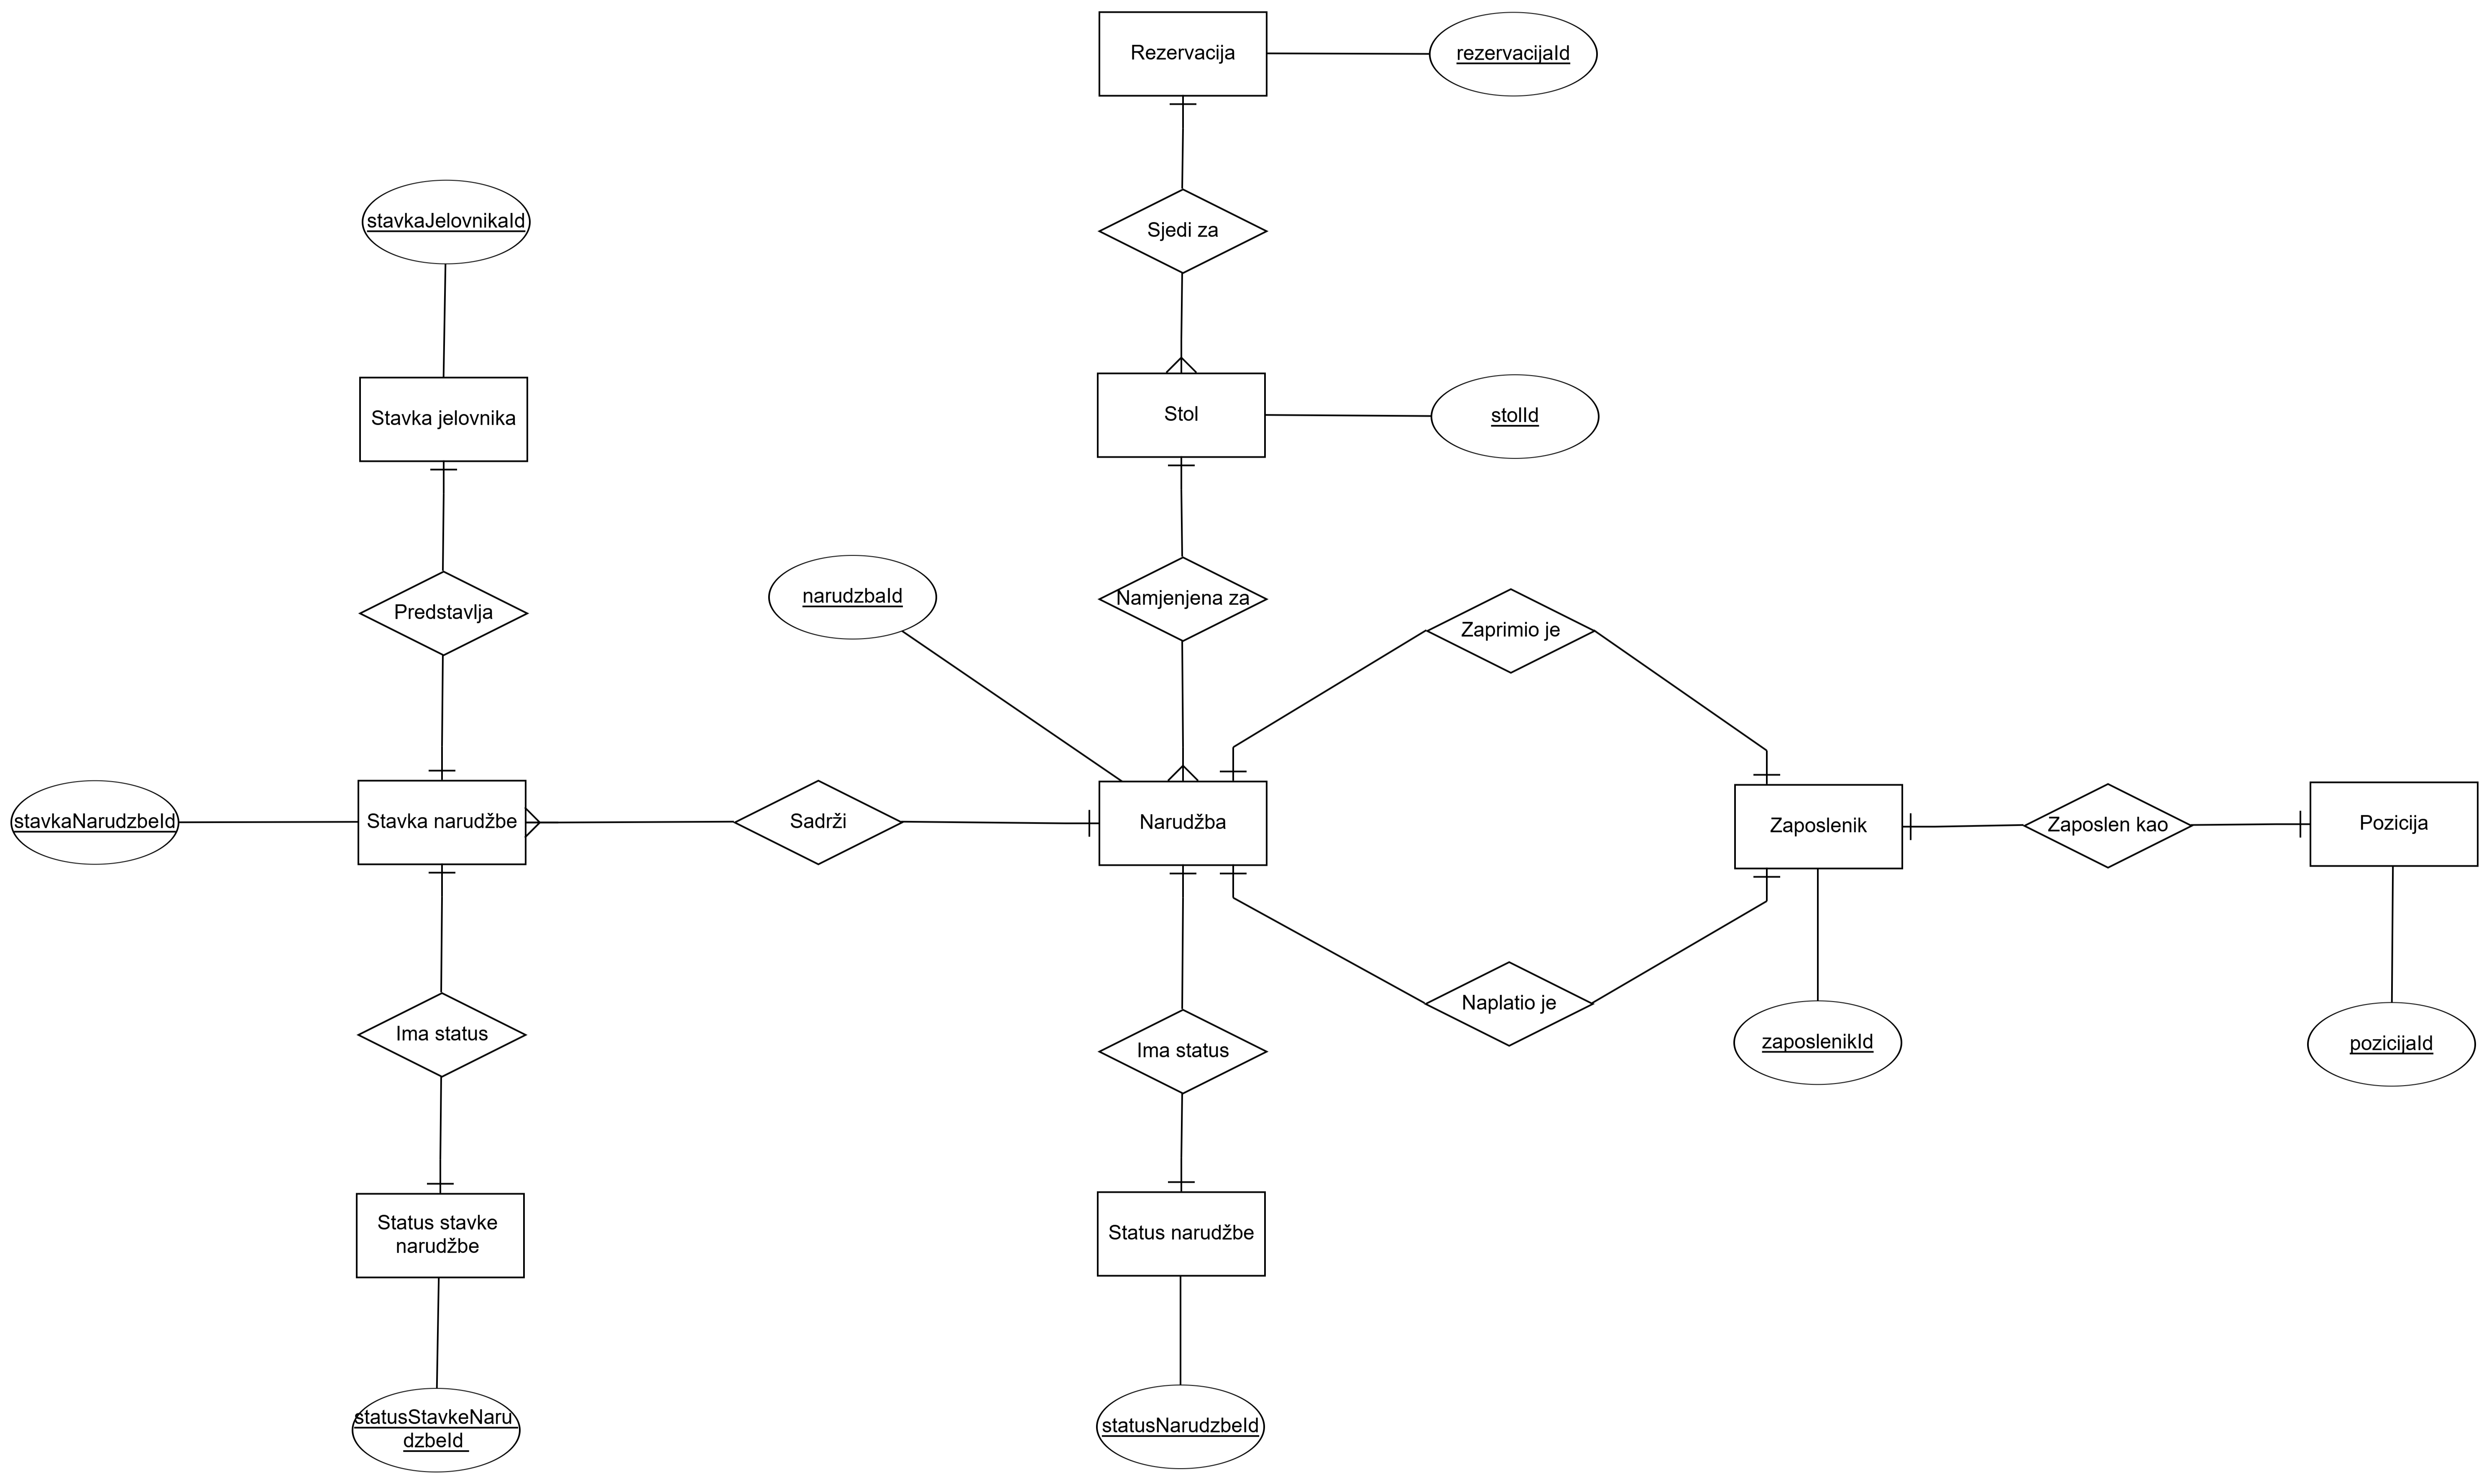 Rezervacija
rezervacijaId
stavkaJelovnikaId
Sjedi za
Stavka jelovnika
Stol
stolId
Predstavlja
narudzbaId
Namjenjena za
Zaprimio je
stavkaNarudzbeId
Stavka narudžbe
Sadrži
Narudžba
Zaposlenik
Zaposlen kao
Pozicija
Ima status
Ima status
Naplatio je
zaposlenikId
pozicijaId
Status stavke
narudžbe
Status narudžbe
statusStavkeNaru
dzbeId
statusNarudzbeId